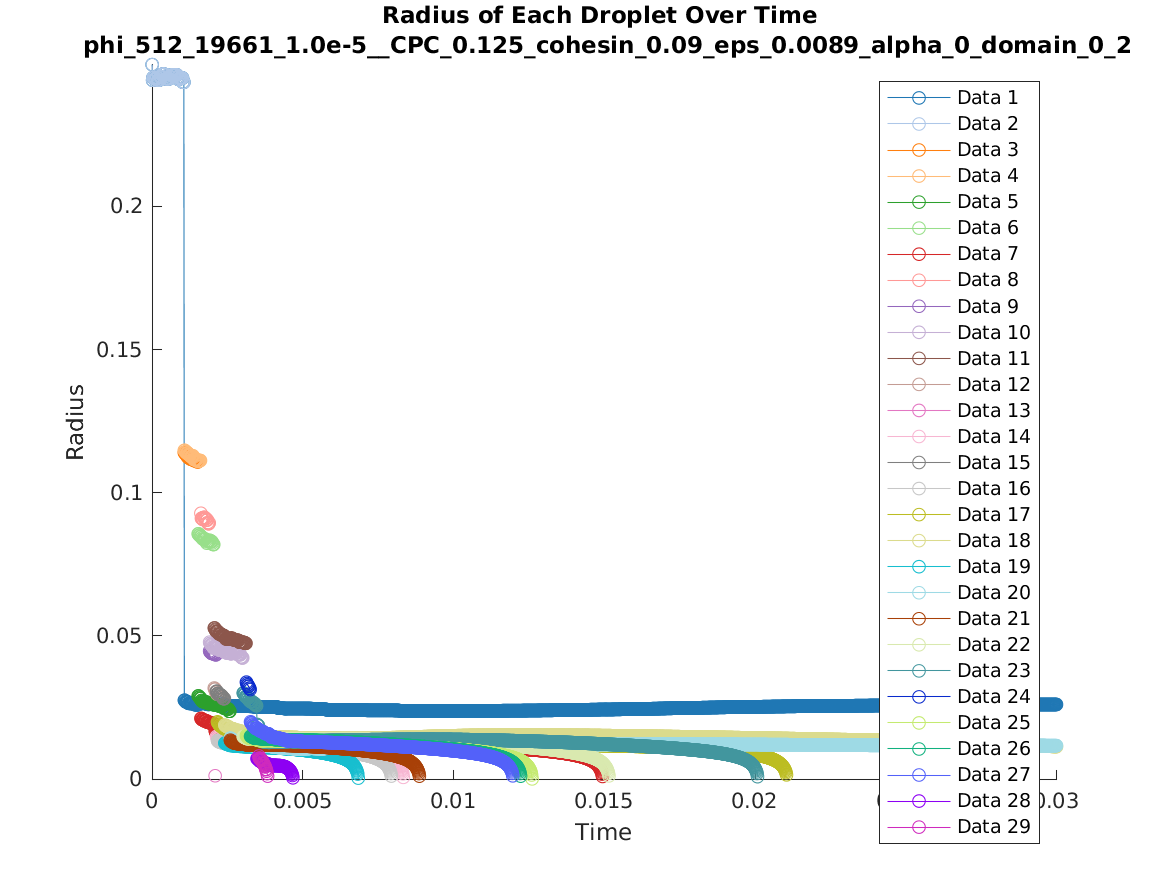 Radius of Each Droplet Over Time
phi_512_19661_1.0e-5__CPC_0.125_cohesin_0.09_eps_0.0089_alpha_0_domain_0_2
Radius
0.2
0.15
0.1
0.05
0
0
0.005
0.01
0.015
0.02
0.03
Time
Data 1
Data 2
Data 3
Data 4
Data 5
Data 6
Data 7
Data 8
Data 9
Data 10
Data 11
Data 12
Data 13
Data 14
Data 15
Data 16
Data 17
Data 18
Data 19
Data 20
Data 21
Data 22
Data 23
Data 24
Data 25
Data 26
Data 27
Data 28
Data 29